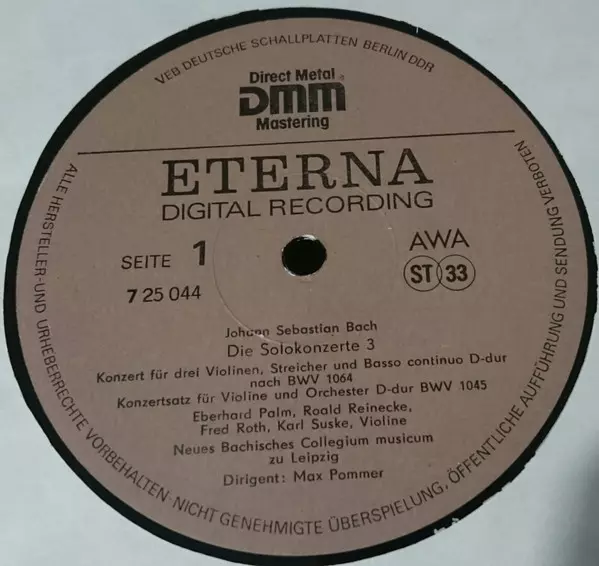 VEB DEUTSCHE SCHALLPLATTEN BERLIN DDR
Direct Metal
DMM®
Mastering
ETERNA
DIGITAL RECORDING
SEITE 1
7 25 044
AWA
ST 33
Johann Sebastian Bach
Die Solokonzerte 3
Konzert für drei Violinen, Streicher und Basso continuo D-dur
nach BWV 1064
Konzertsatz für Violine und Orchester D-dur BWV 1045
Eberhard Palm, Roald Reinecke,
Fred Roth, Karl Suske, Violine
Neues Bachisches Collegium musicum
zu Leipzig
Dirigent: Max Pommer
ALLE HERSTELLER-UND URHEBERRECHTE VORBEHALTEN·NICHT GENEHMIGTE ÜBERSPIELUNG, ÖFFENTLICHE AUFFÜHRUNG UND SENDUNG VERBOTEN